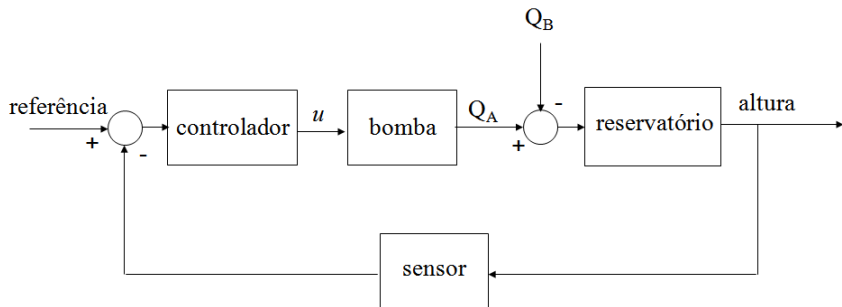 Q_B
referência
controlador
u
bomba
Q_A
reservatório
altura
+
-
+
-
sensor